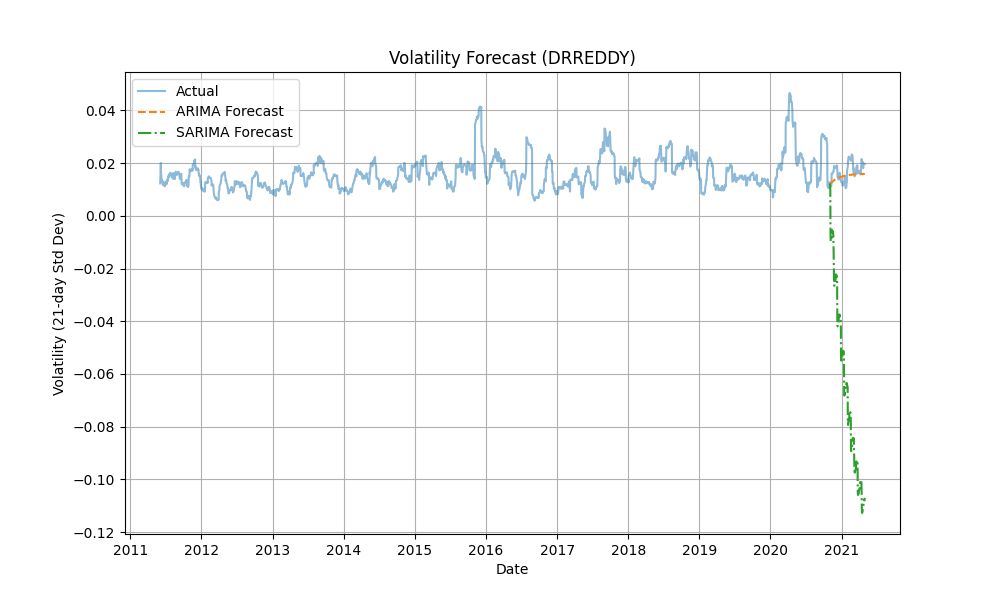 Volatility Forecast (DRREDDY)
Actual
ARIMA Forecast
SARIMA Forecast
Volatility (21-day Std Dev)
0.04
0.02
0.00
−0.02
−0.04
−0.06
−0.08
−0.10
−0.12
2011 2012 2013 2014 2015 2016 2017 2018 2019 2020 2021
Date